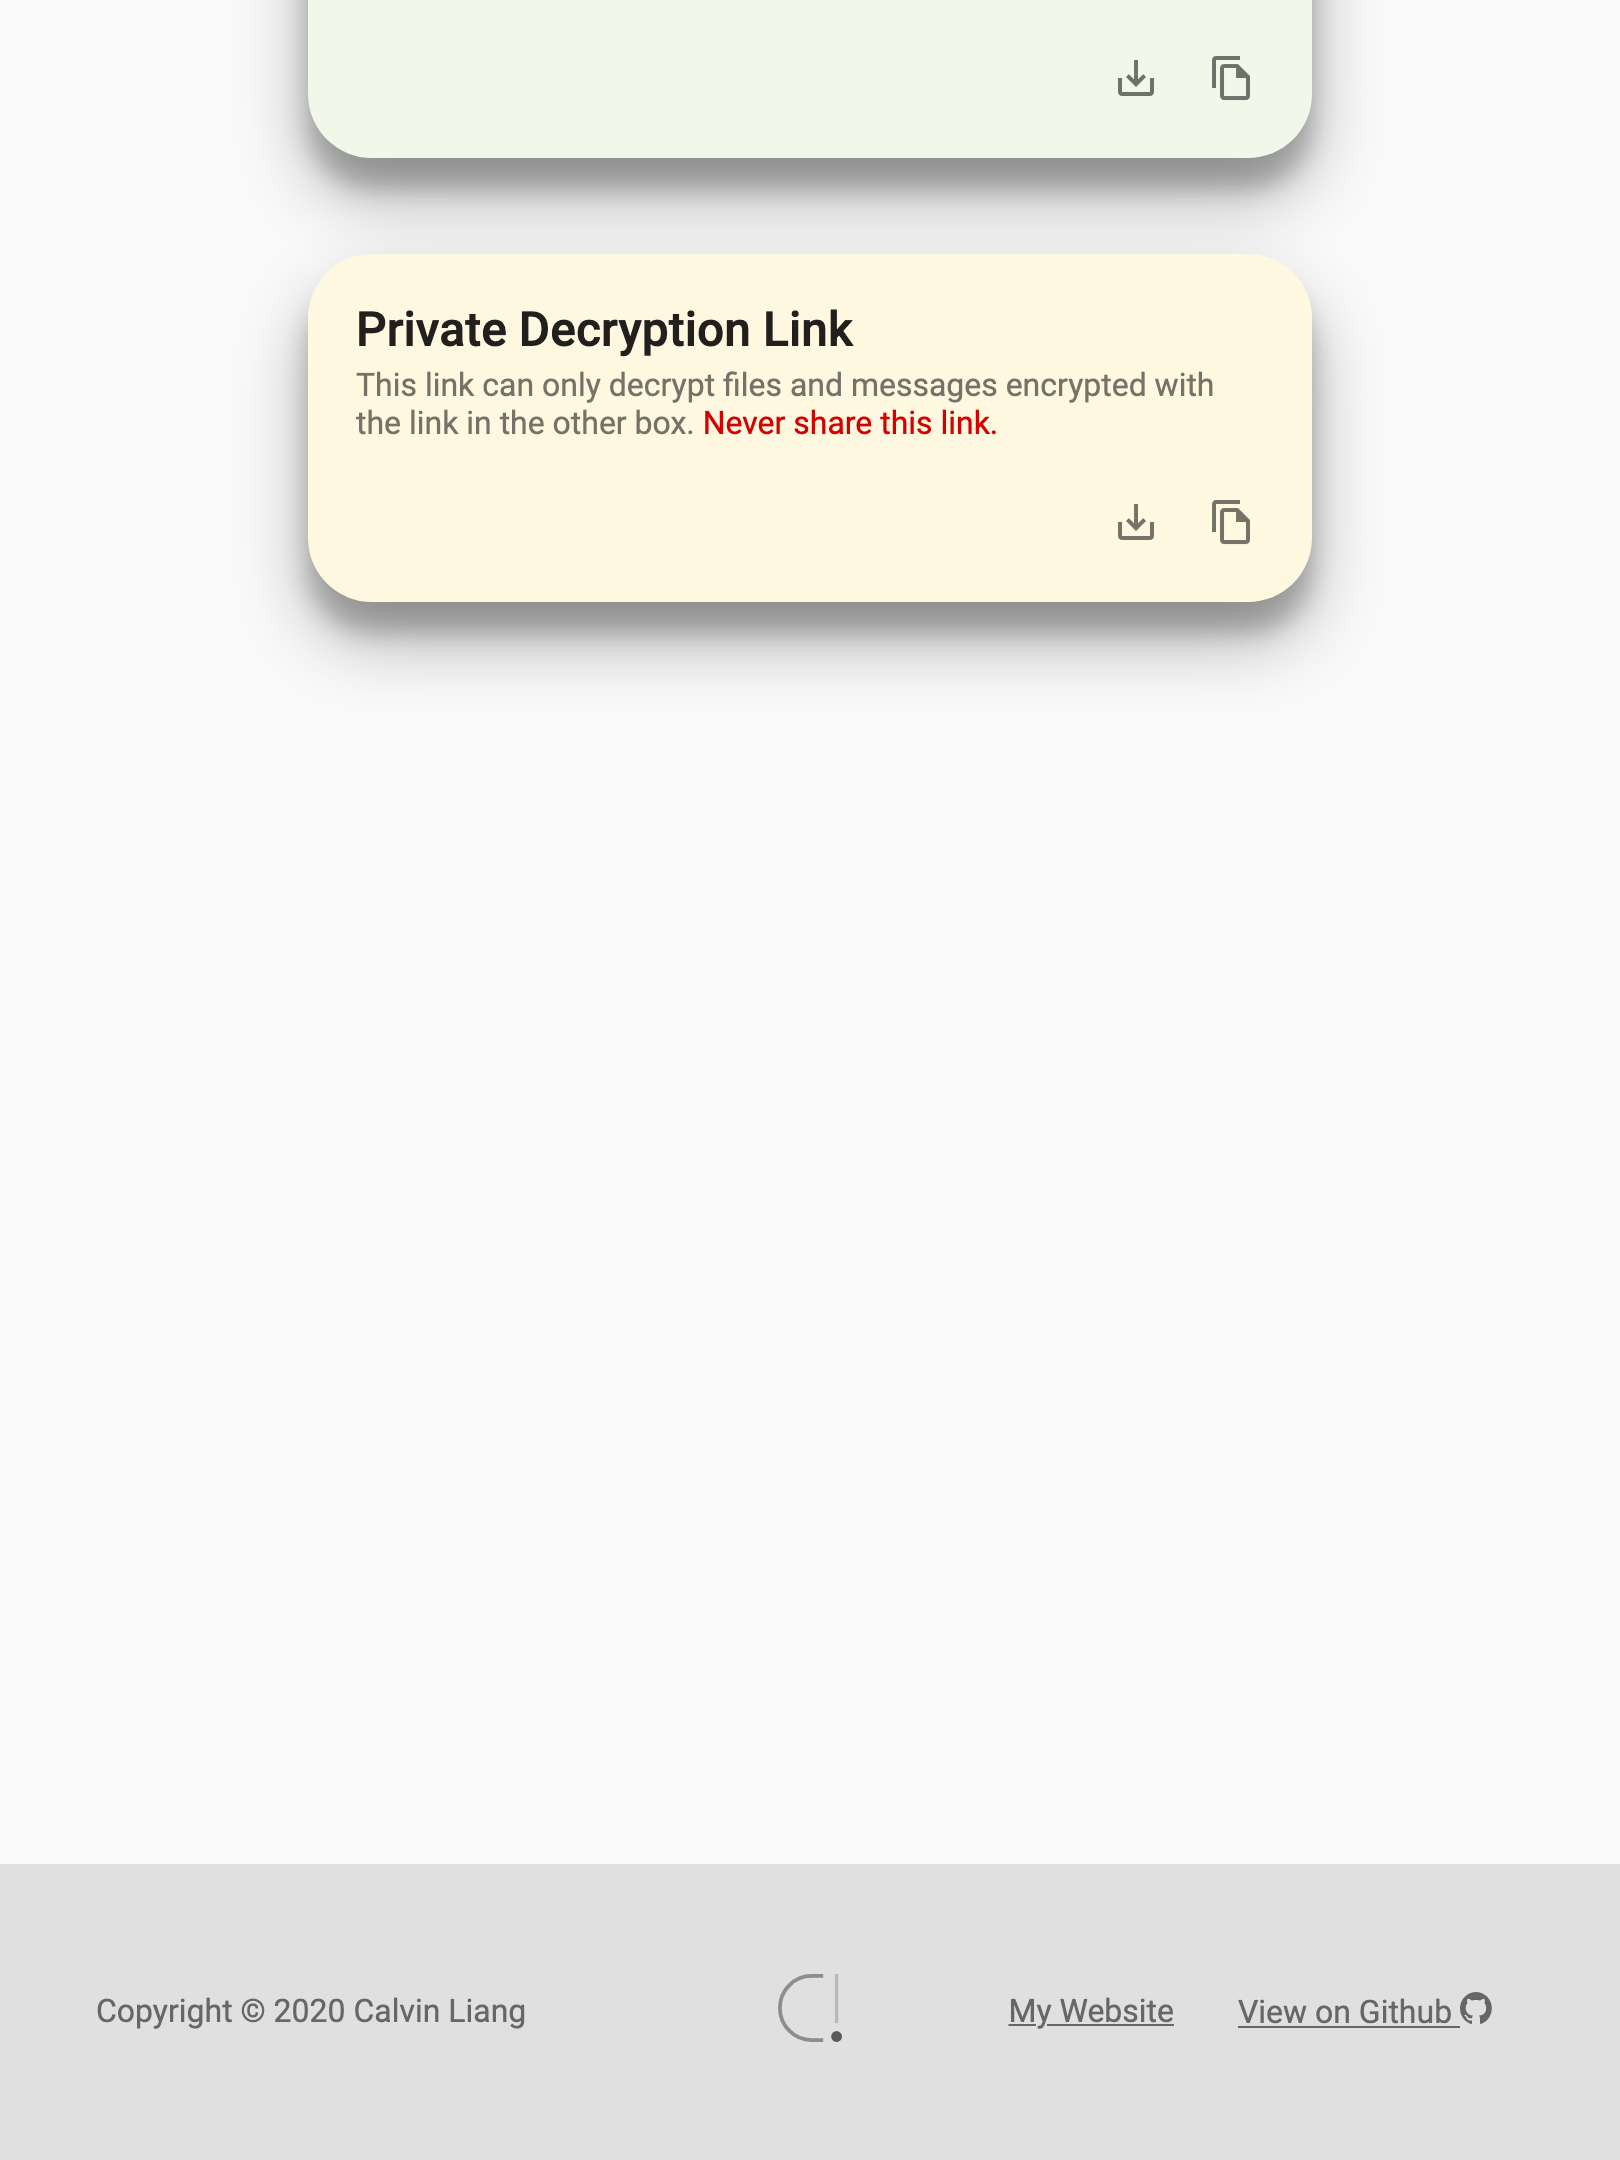 Private Decryption Link
This link can only decrypt files and messages encrypted with
the link in the other box. Never share this link.
Copyright © 2020 Calvin Liang
C!
My Website
View on Github